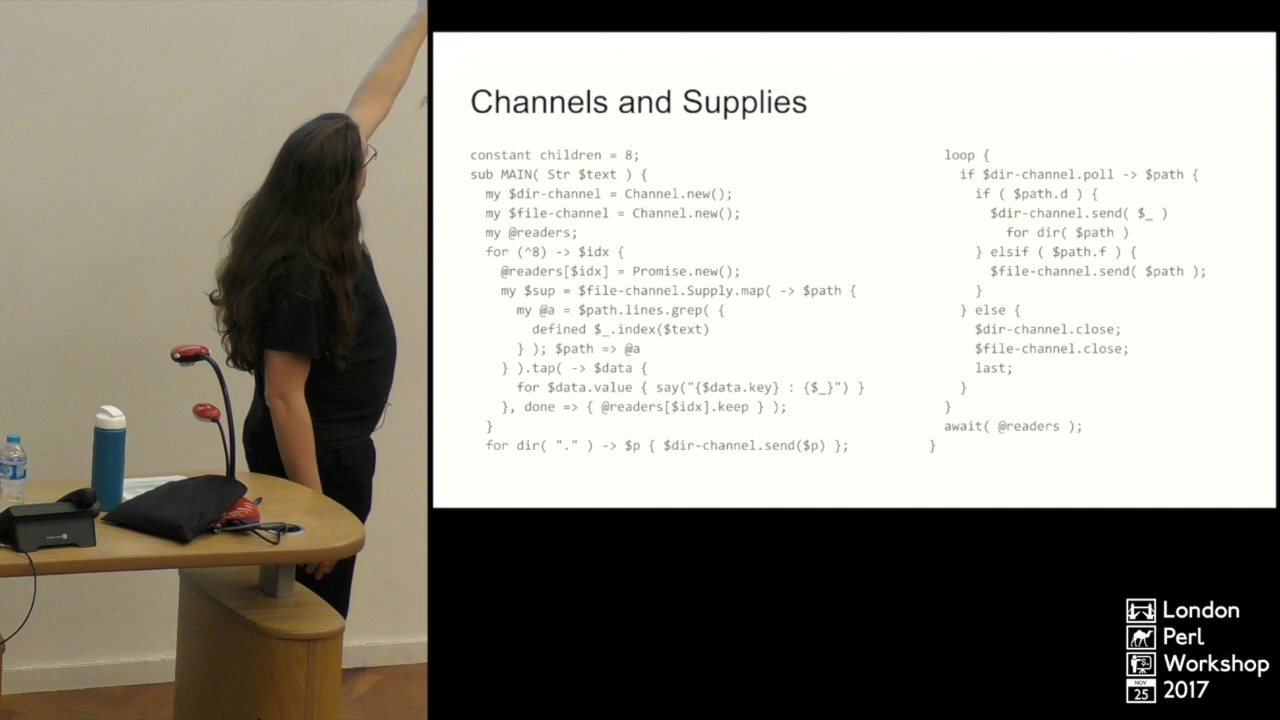 Channels and Supplies
constant children = 8;
sub MAIN( Str $text ) {
my $dir-channel = Channel.new();
my $file-channel = Channel.new();
my @readers;
for (^8) -> $idx {
@readers[$idx] = Promise.new();
my $sup = $file-channel.Supply.map( -> $path {
my @a = $path.lines.grep( {
defined $_.index($text)
} ); $path => @a
} ).tap( -> $data {
for $data.value { say("{$data.key} : {$_}") }
}, done => { @readers[$idx].keep } );
}
for dir( "." ) -> $p { $dir-channel.send($p) };
loop {
if $dir-channel.poll -> $path {
if ( $path.d ) {
$dir-channel.send( $_ )
for dir( $path )
} elsif ( $path.f ) {
$file-channel.send( $path );
}
} else {
$dir-channel.close;
$file-channel.close;
last;
}
}
await( @readers );
}
London
Perl
Workshop
NOV
25
2017